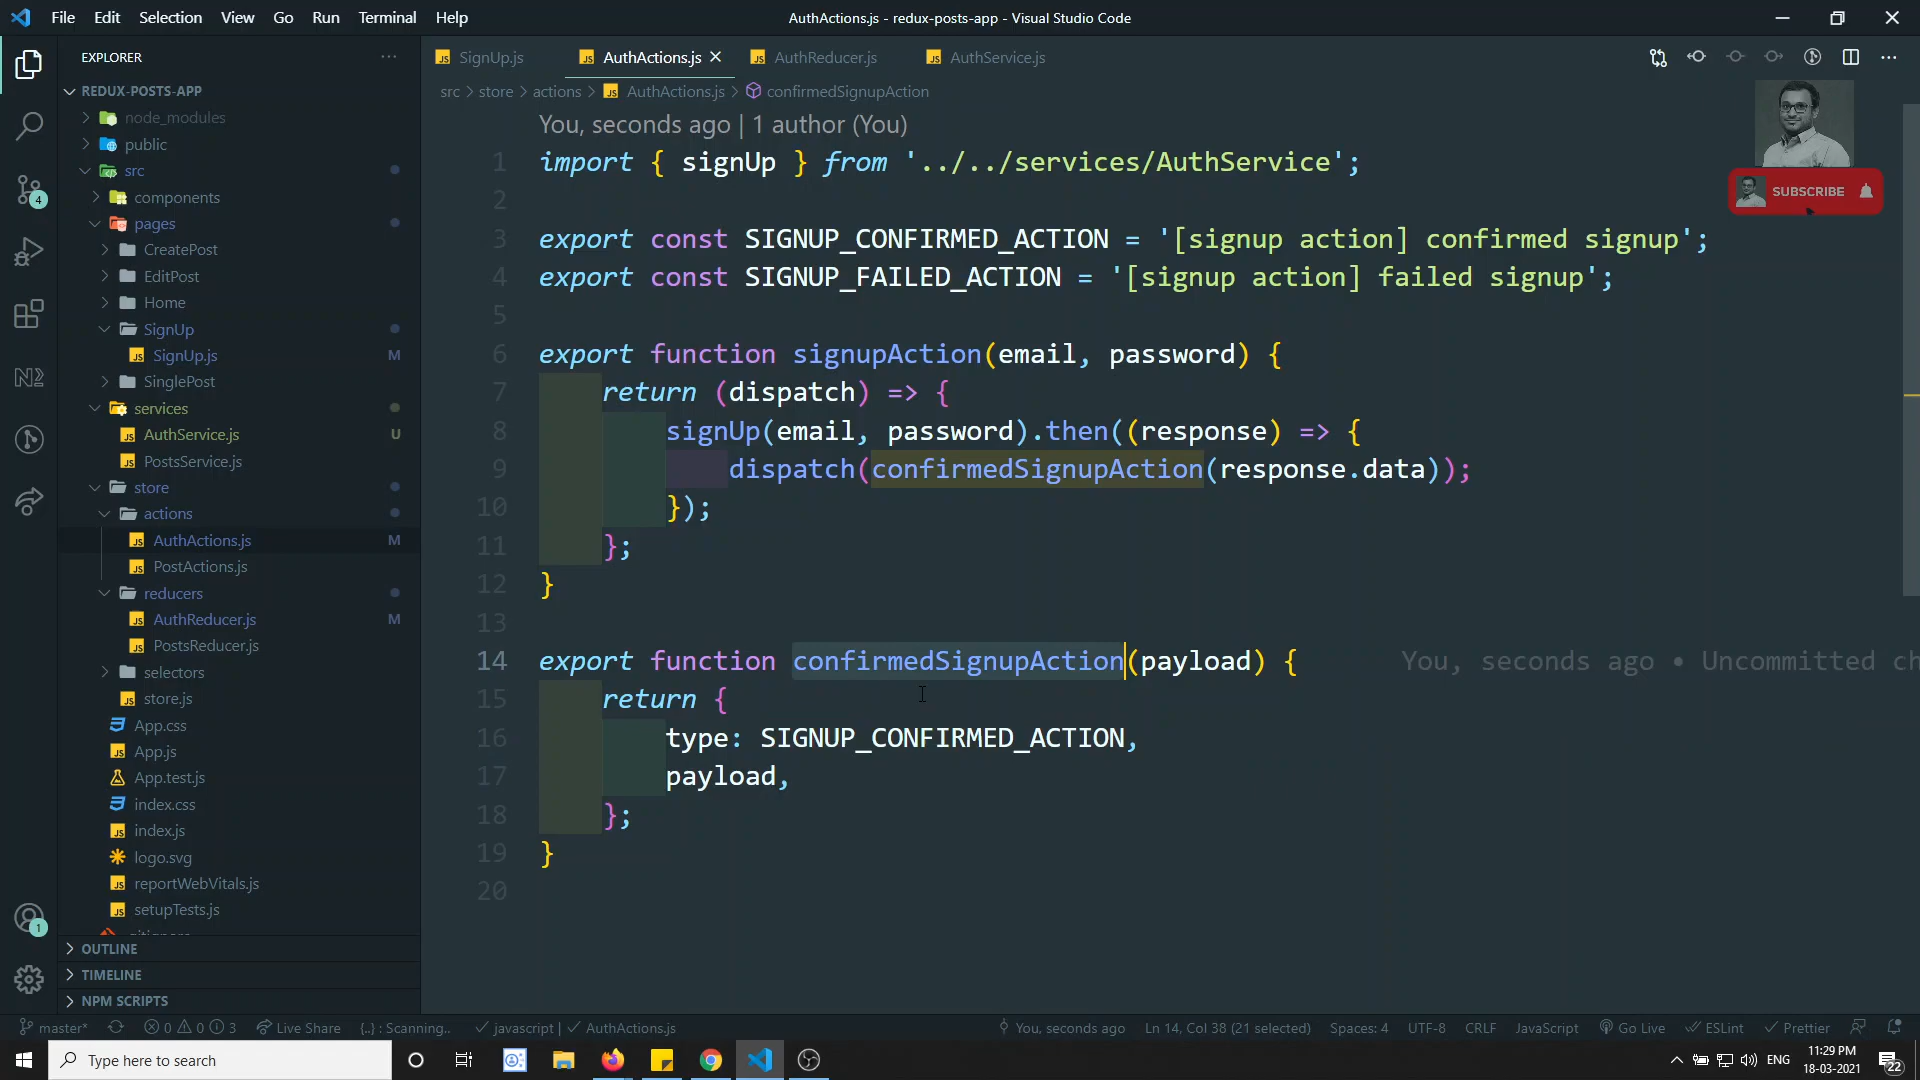 File Edit Selection View Go Run Terminal Help
AuthActions.js - redux-posts-app - Visual Studio Code
EXPLORER
REDUX-POSTS-APP
node_modules
public
src
components
pages
CreatePost
EditPost
Home
SignUp
SignUp.js M
SinglePost
services
AuthService.js U
PostsService.js
store
actions
AuthActions.js M
PostActions.js
reducers
AuthReducer.js M
PostsReducer.js
selectors
store.js
App.css
App.js
App.test.js
index.css
index.js
logo.svg
reportWebVitals.js
setupTests.js
OUTLINE
TIMELINE
NPM SCRIPTS
4
1
SignUp.js AuthActions.js AuthReducer.js AuthService.js
src > store > actions > AuthActions.js > confirmedSignupAction
You, seconds ago | 1 author (You)
1 import { signUp } from '../../services/AuthService';
2
3 export const SIGNUP_CONFIRMED_ACTION = '[signup action] confirmed signup';
4 export const SIGNUP_FAILED_ACTION = '[signup action] failed signup';
5
6 export function signupAction(email, password) {
7 return (dispatch) => {
8 signUp(email, password).then((response) => {
9 dispatch(confirmedSignupAction(response.data));
10 });
11 };
12 }
13
14 export function confirmedSignupAction(payload) { You, seconds ago • Uncommitted ch
15 return {
16 type: SIGNUP_CONFIRMED_ACTION,
17 payload,
18 };
19 }
20
SUBSCRIBE
master* 0 0 3 Live Share {..} : Scanning.. javascript | AuthActions.js You, seconds ago Ln 14, Col 38 (21 selected) Spaces: 4 UTF-8 CRLF JavaScript Go Live ESLint Prettier
Type here to search
ENG
11:29 PM
18-03-2021
22